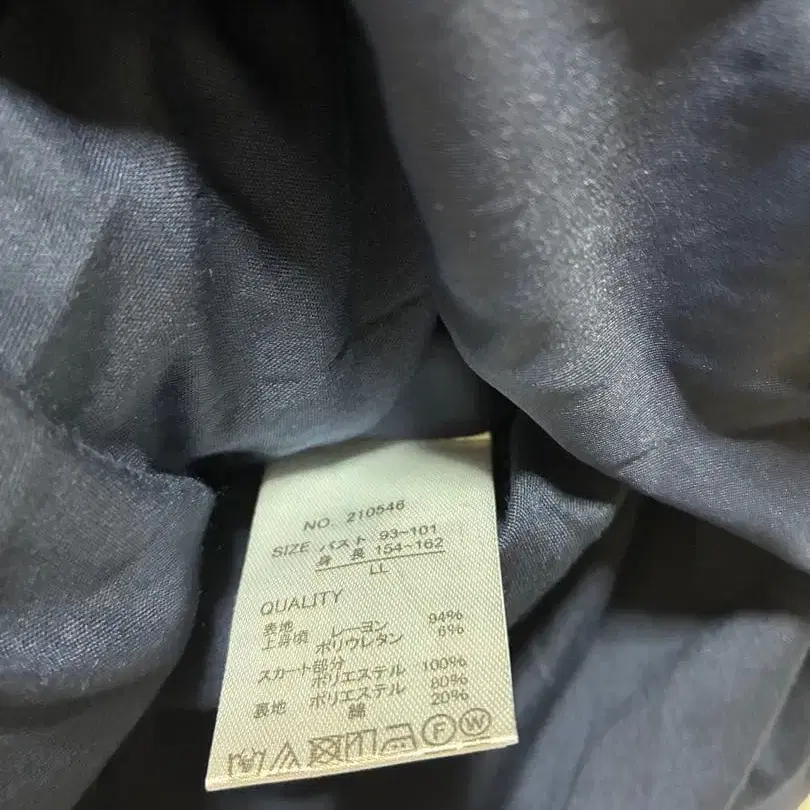 NO. 210546
SIZE バスト 93~101
身長 154~162
LL
QUALITY
表地
上身頃 レーヨン 94%
ポリウレタン 6%
スカート部分
ポリエステル 100%
裏地 ポリエステル 80%
綿 20%
P W